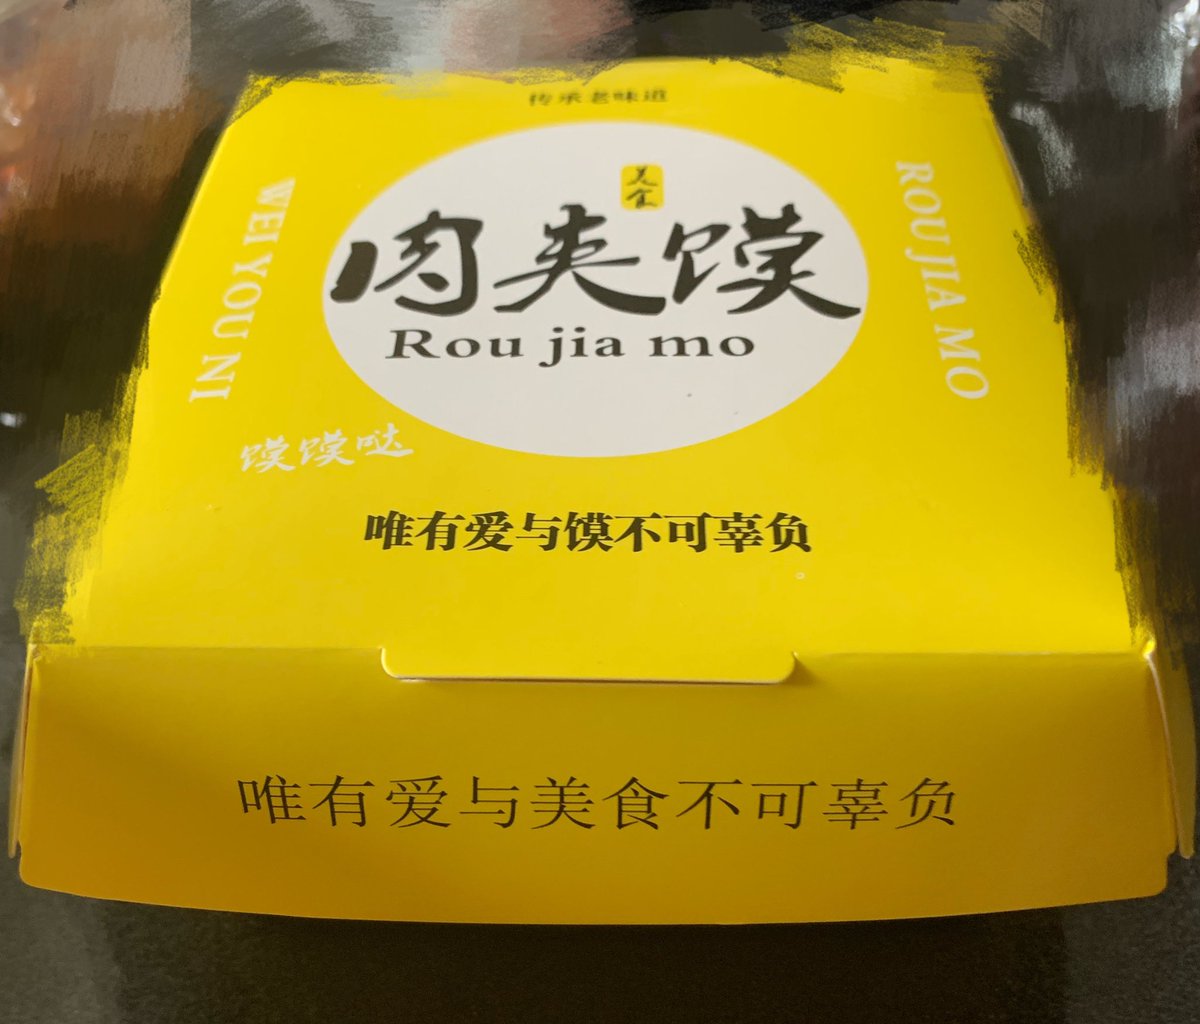 传承老味道
美食
肉夹馍
Rou jia mo
WEI YOU NI
ROU JIA MO
馍馍哒
唯有爱与馍不可辜负
唯有爱与美食不可辜负